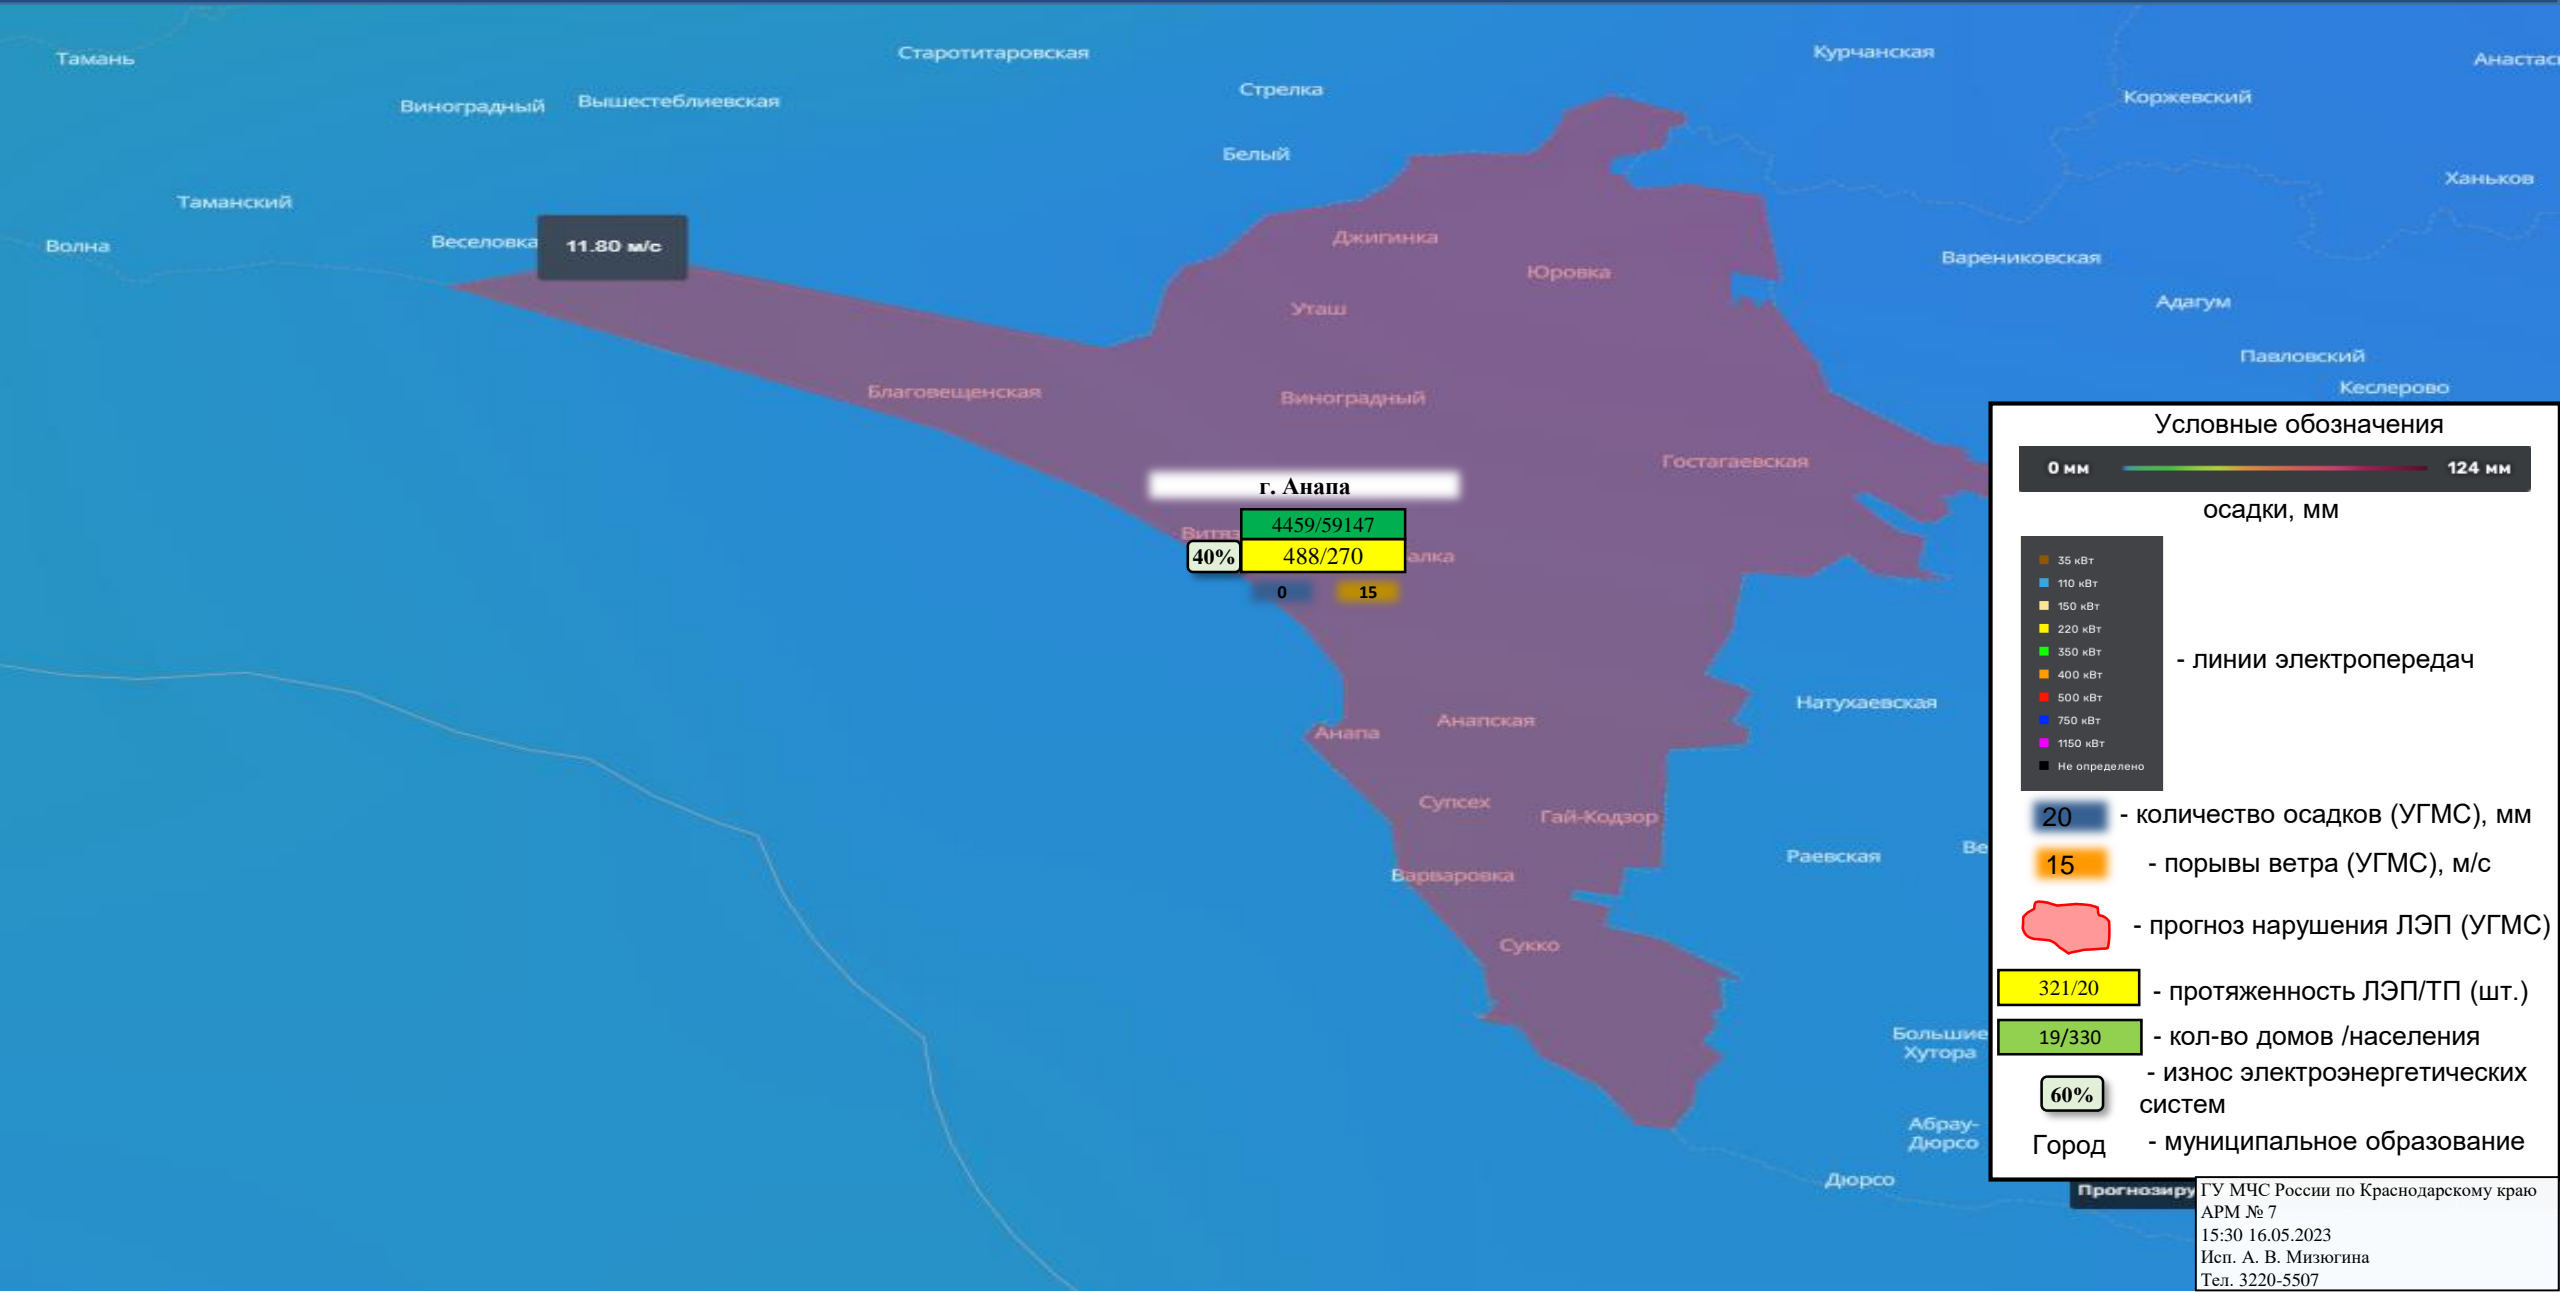 Тамань
Старотитаровская
Курчанская
Анастас
Стрелка
Виноградный
Вышестеблиевская
Коржевский
Белый
Ханьков
Таманский
Джигинка
Волна
Веселовка
11.80 м/с
Варениковская
Юровка
Уташ
Адагум
Павловский
Кеслерово
Благовещенская
Виноградный
Гостагаевская
г. Анапа
4459/59147
Витяз
40%
488/270
алка
0
15
Натухаевская
Анапская
Анапа
Супсех
Гай-Кодзор
Раевская
Ве
Варваровка
Сукко
Большие
Хутора
Абрау-
Дюрсо
Дюрсо
Условные обозначения
0 мм
124 мм
осадки, мм
35 кВт
110 кВт
150 кВт
220 кВт
350 кВт
400 кВт
500 кВт
750 кВт
1150 кВт
Не определено
- линии электропередач
20 - количество осадков (УГМС), мм
15 - порывы ветра (УГМС), м/с
- прогноз нарушения ЛЭП (УГМС)
321/20 - протяженность ЛЭП/ТП (шт.)
19/330 - кол-во домов /населения
60% - износ электроэнергетических
систем
Город - муниципальное образование
Прогнозиру
ГУ МЧС России по Краснодарскому краю
АРМ № 7
15:30 16.05.2023
Исп. А. В. Мизюгина
Тел. 3220-5507